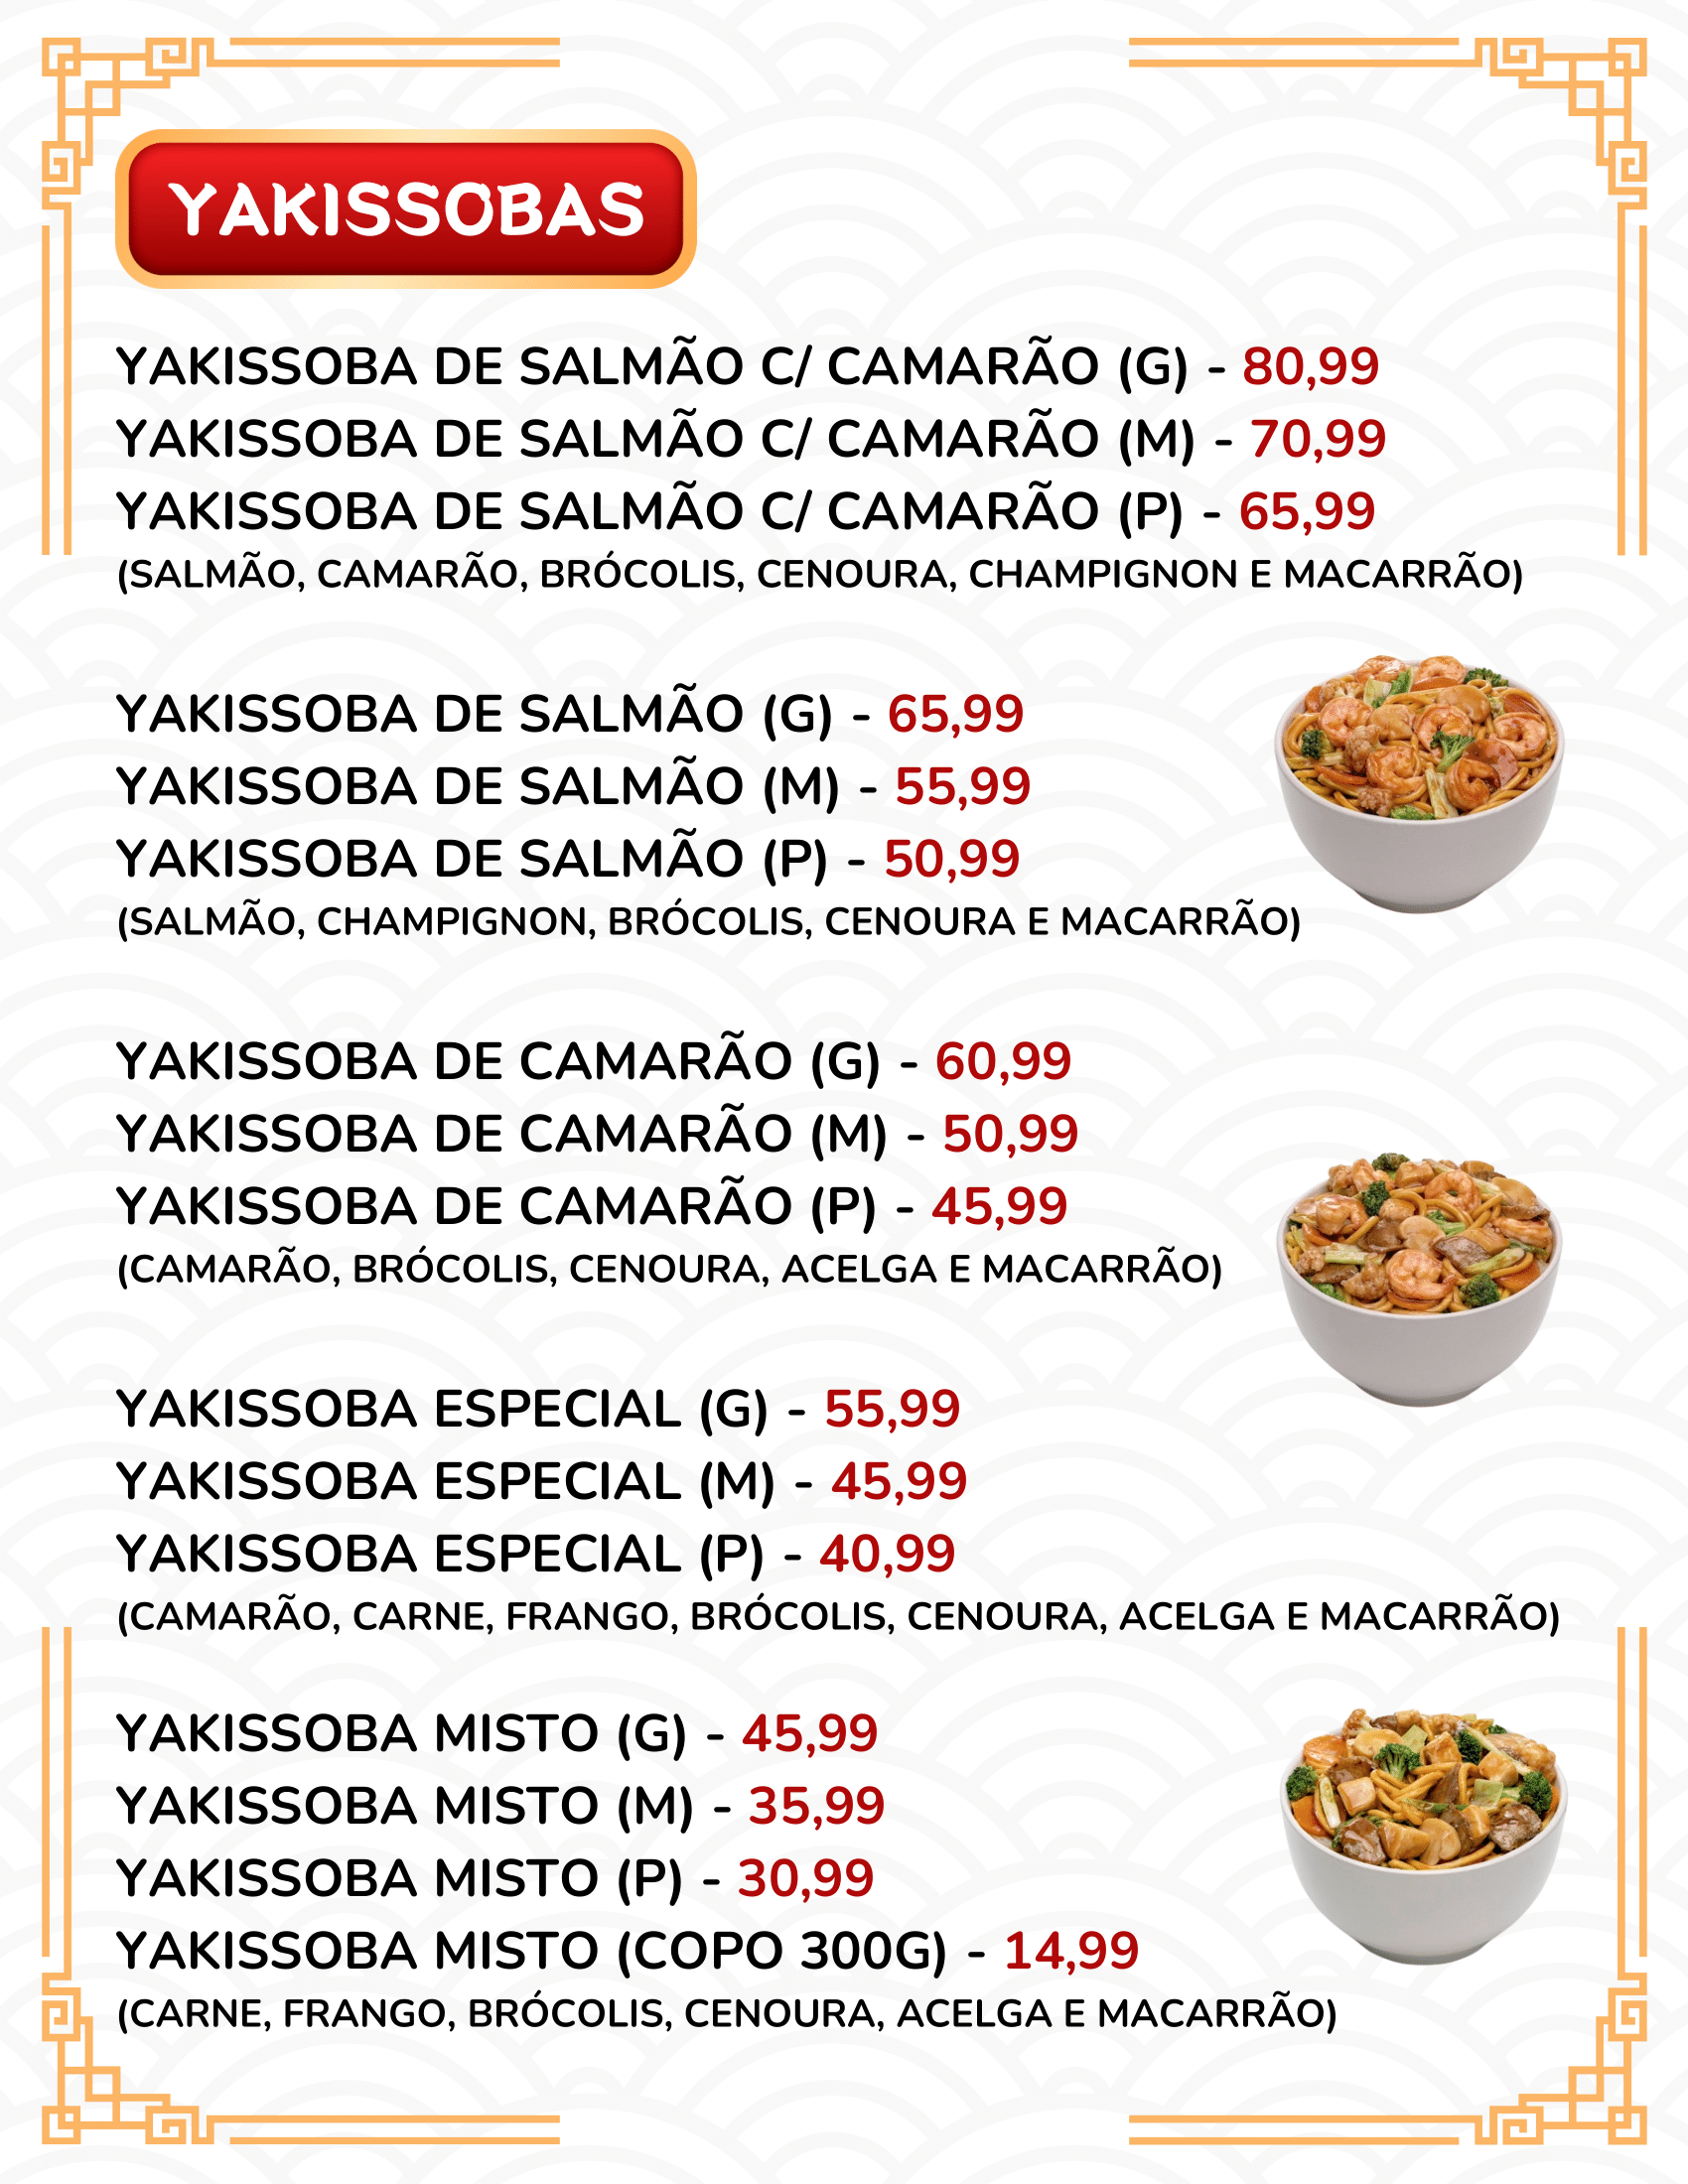 YAKISSOBAS
YAKISSOBA DE SALMÃO C/ CAMARÃO (G) - 80,99
YAKISSOBA DE SALMÃO C/ CAMARÃO (M) - 70,99
YAKISSOBA DE SALMÃO C/ CAMARÃO (P) - 65,99
(SALMÃO, CAMARÃO, BRÓCOLIS, CENOURA, CHAMPIGNON E MACARRÃO)
YAKISSOBA DE SALMÃO (G) - 65,99
YAKISSOBA DE SALMÃO (M) - 55,99
YAKISSOBA DE SALMÃO (P) - 50,99
(SALMÃO, CHAMPIGNON, BRÓCOLIS, CENOURA E MACARRÃO)
YAKISSOBA DE CAMARÃO (G) - 60,99
YAKISSOBA DE CAMARÃO (M) - 50,99
YAKISSOBA DE CAMARÃO (P) - 45,99
(CAMARÃO, BRÓCOLIS, CENOURA, ACELGA E MACARRÃO)
YAKISSOBA ESPECIAL (G) - 55,99
YAKISSOBA ESPECIAL (M) - 45,99
YAKISSOBA ESPECIAL (P) - 40,99
(CAMARÃO, CARNE, FRANGO, BRÓCOLIS, CENOURA, ACELGA E MACARRÃO)
YAKISSOBA MISTO (G) - 45,99
YAKISSOBA MISTO (M) - 35,99
YAKISSOBA MISTO (P) - 30,99
YAKISSOBA MISTO (COPO 300G) - 14,99
(CARNE, FRANGO, BRÓCOLIS, CENOURA, ACELGA E MACARRÃO)